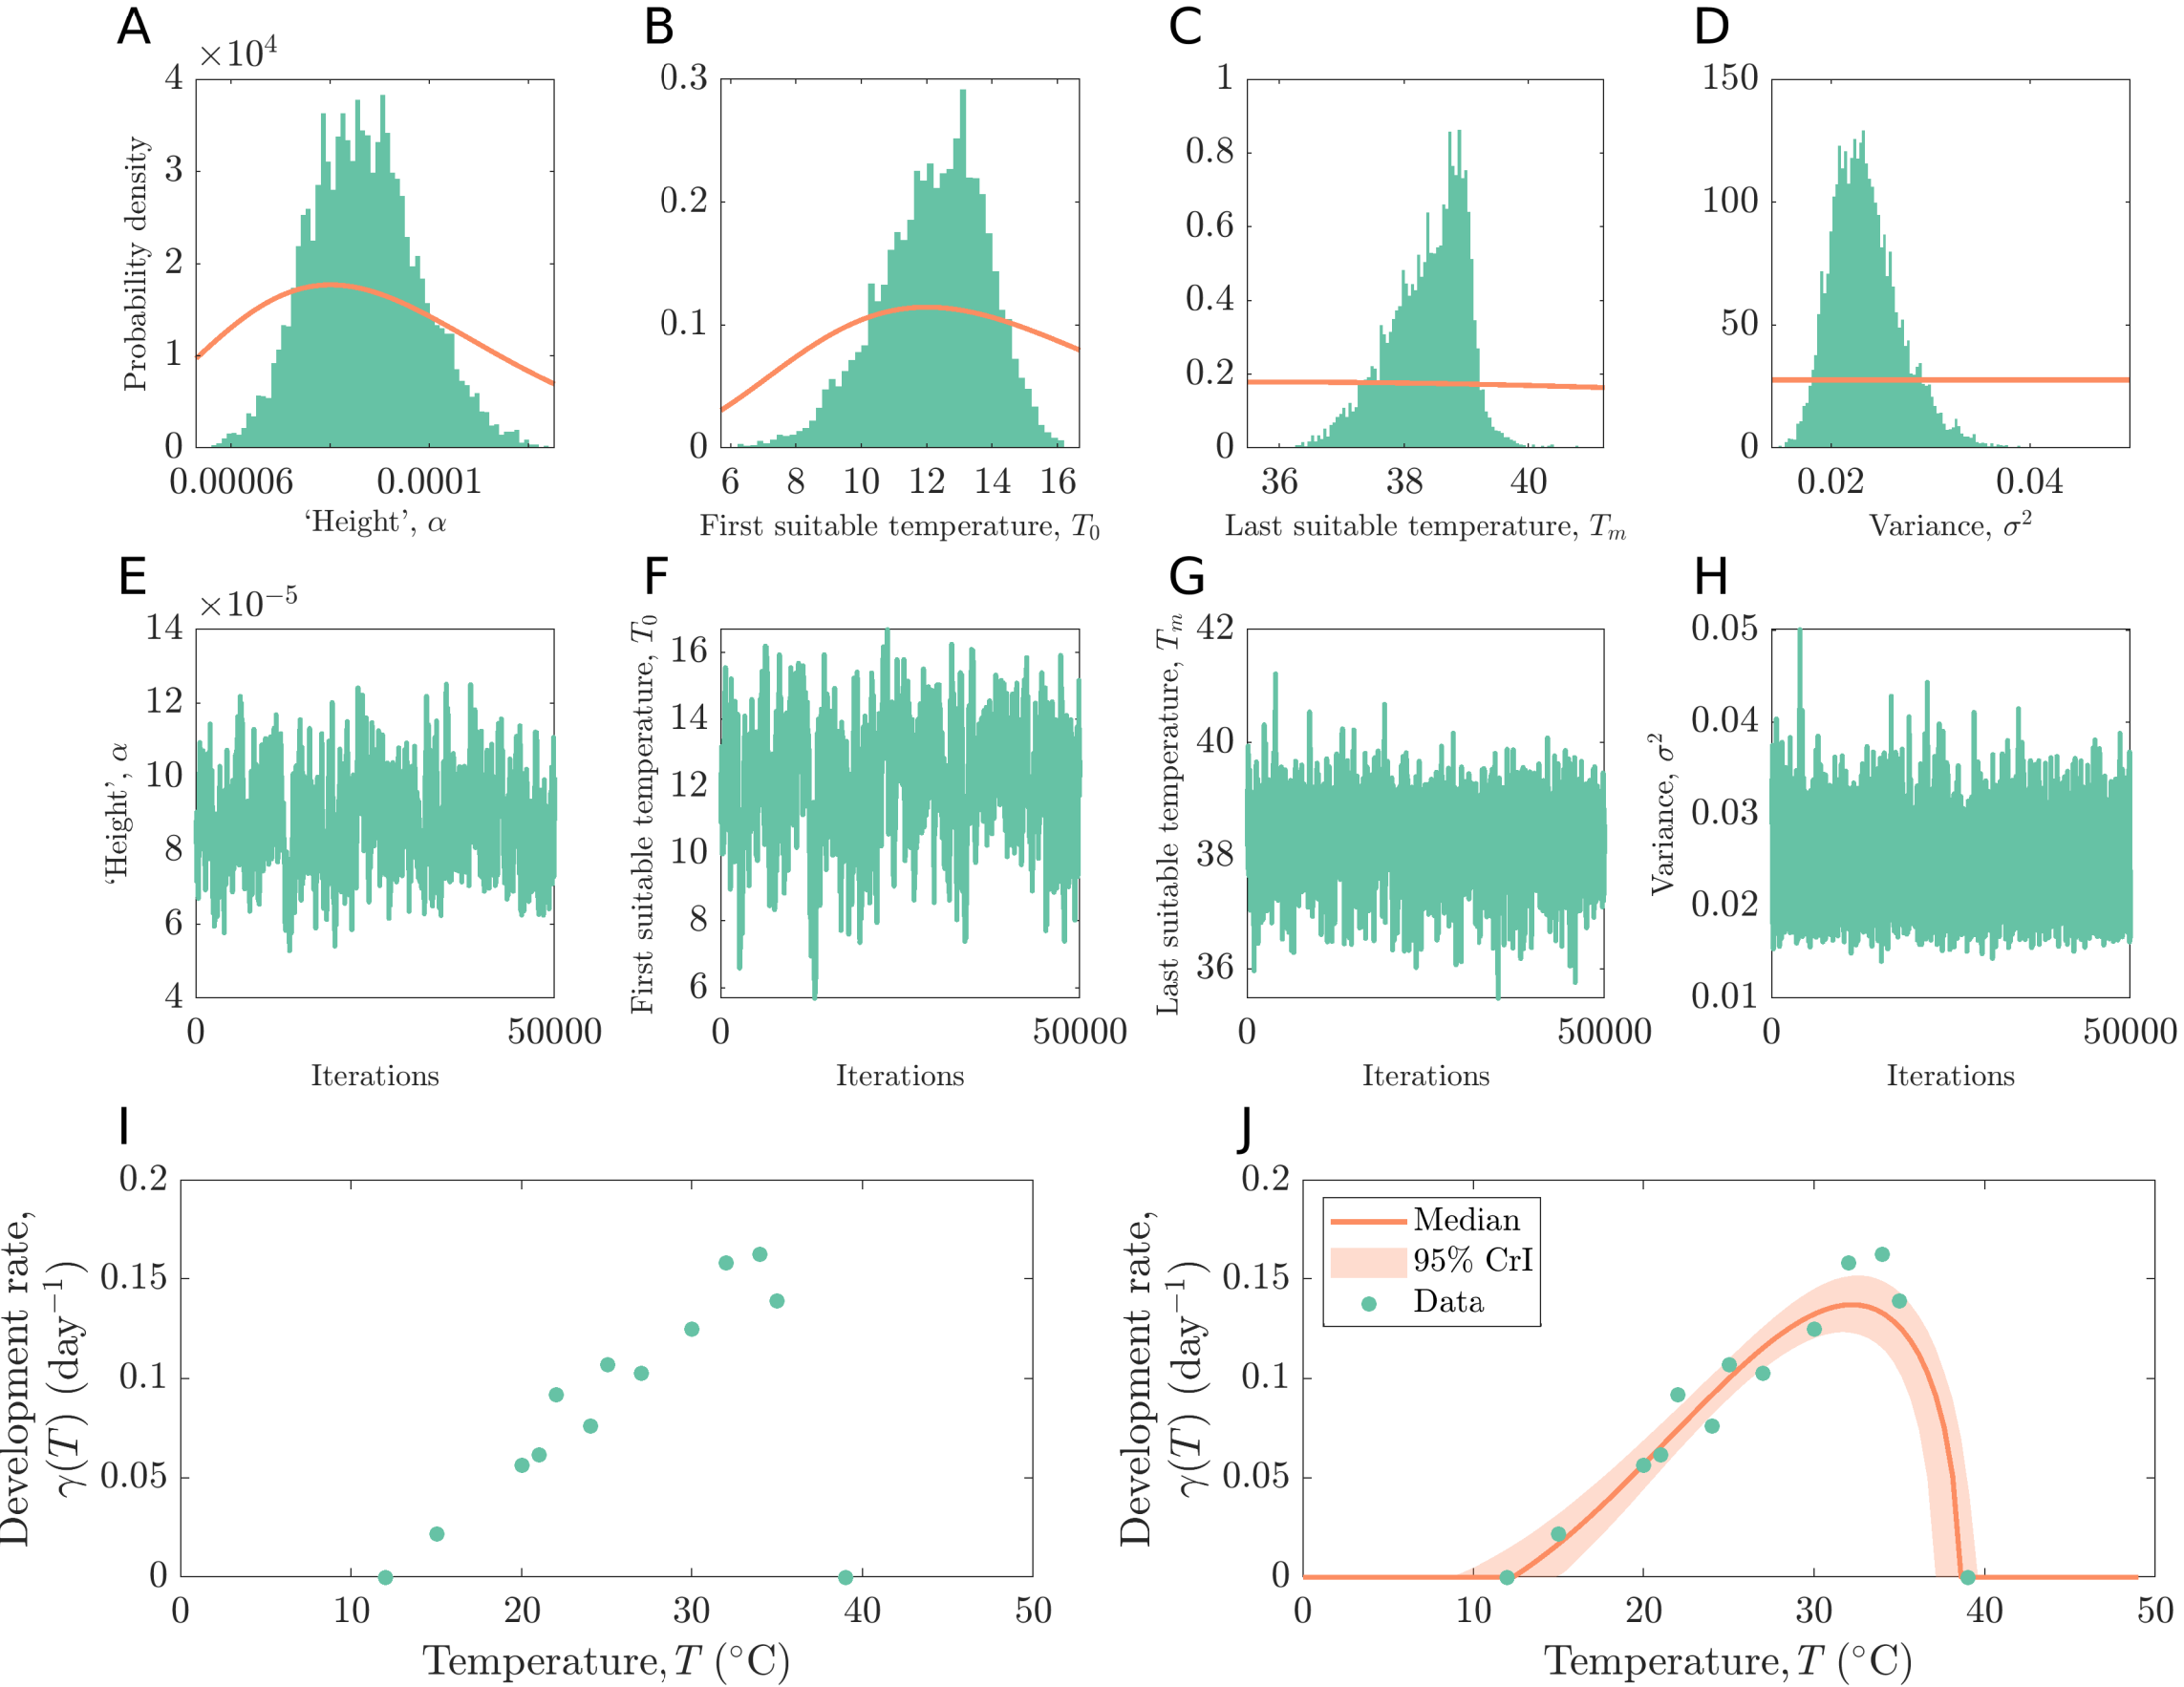 A
B
C
D
×10⁴
4
3
2
1
0
Probability density
0.00006
0.0001
‘Height’, α
0.3
0.2
0.1
0
6
8
10
12
14
16
First suitable temperature, T₀
1
0.8
0.6
0.4
0.2
0
36
38
40
Last suitable temperature, Tₘ
150
100
50
0
0.02
0.04
Variance, σ²
E
F
G
H
×10⁻⁵
14
12
10
8
6
4
‘Height’, α
0
50000
Iterations
16
14
12
10
8
6
First suitable temperature, T₀
0
50000
Iterations
42
40
38
36
Last suitable temperature, Tₘ
0
50000
Iterations
0.05
0.04
0.03
0.02
0.01
Variance, σ²
0
50000
Iterations
I
0.2
0.15
0.1
0.05
0
Development rate,
γ(T) (day⁻¹)
0
10
20
30
40
50
Temperature, T (°C)
J
0.2
0.15
0.1
0.05
0
Development rate,
γ(T) (day⁻¹)
Median
95% CrI
Data
0
10
20
30
40
50
Temperature, T (°C)